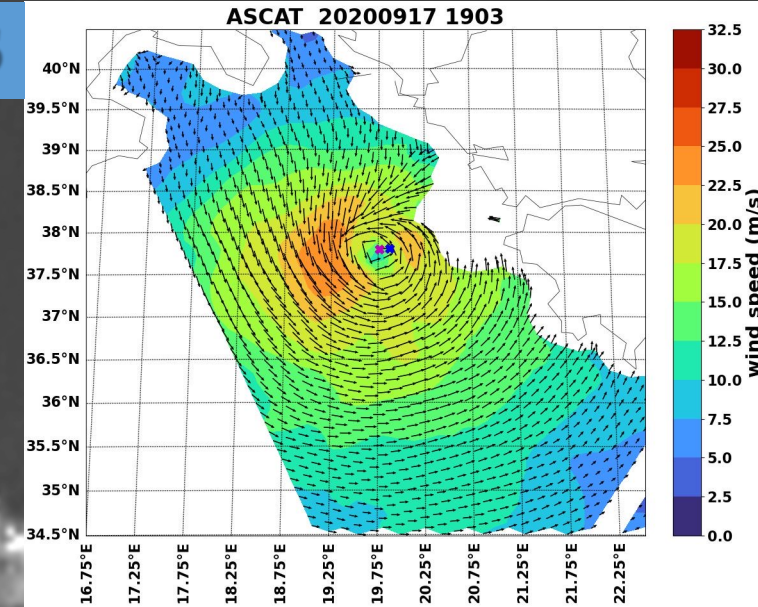 ASCAT 20200917 1903
40°N
39.5°N
39°N
38.5°N
38°N
37.5°N
37°N
36.5°N
36°N
35.5°N
35°N
34.5°N
16.75°E
17.25°E
17.75°E
18.25°E
18.75°E
19.25°E
19.75°E
20.25°E
20.75°E
21.25°E
21.75°E
22.25°E
32.5
30.0
27.5
25.0
22.5
20.0
17.5
15.0
12.5
10.0
7.5
5.0
2.5
0.0
wind speed (m/s)